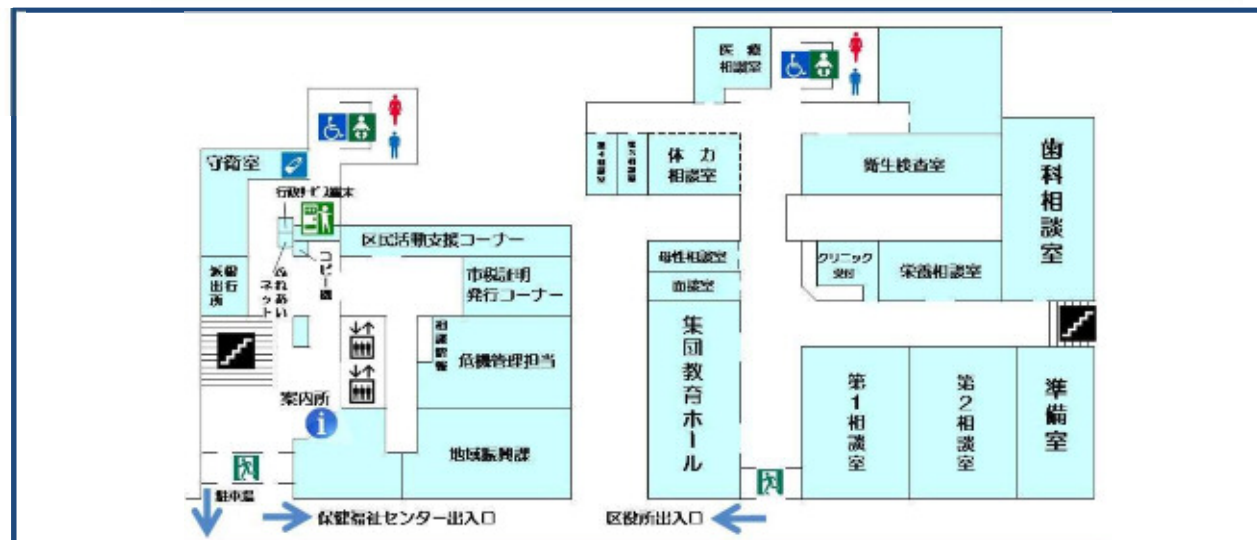 守衛室
行政サービス端末
区民活動支援コーナー
派出所
ふれあい
ネット
コピー機
市税証明
発行コーナー
危機管理担当
案内所
地域振興課
駐車場
保健福祉センター出入口
医療
相談室
体力
相談室
衛生検査室
歯科相談室
母性相談室
面談室
クリニック
受付
栄養相談室
集団教育ホール
第1相談室
第2相談室
準備室
区役所出入口